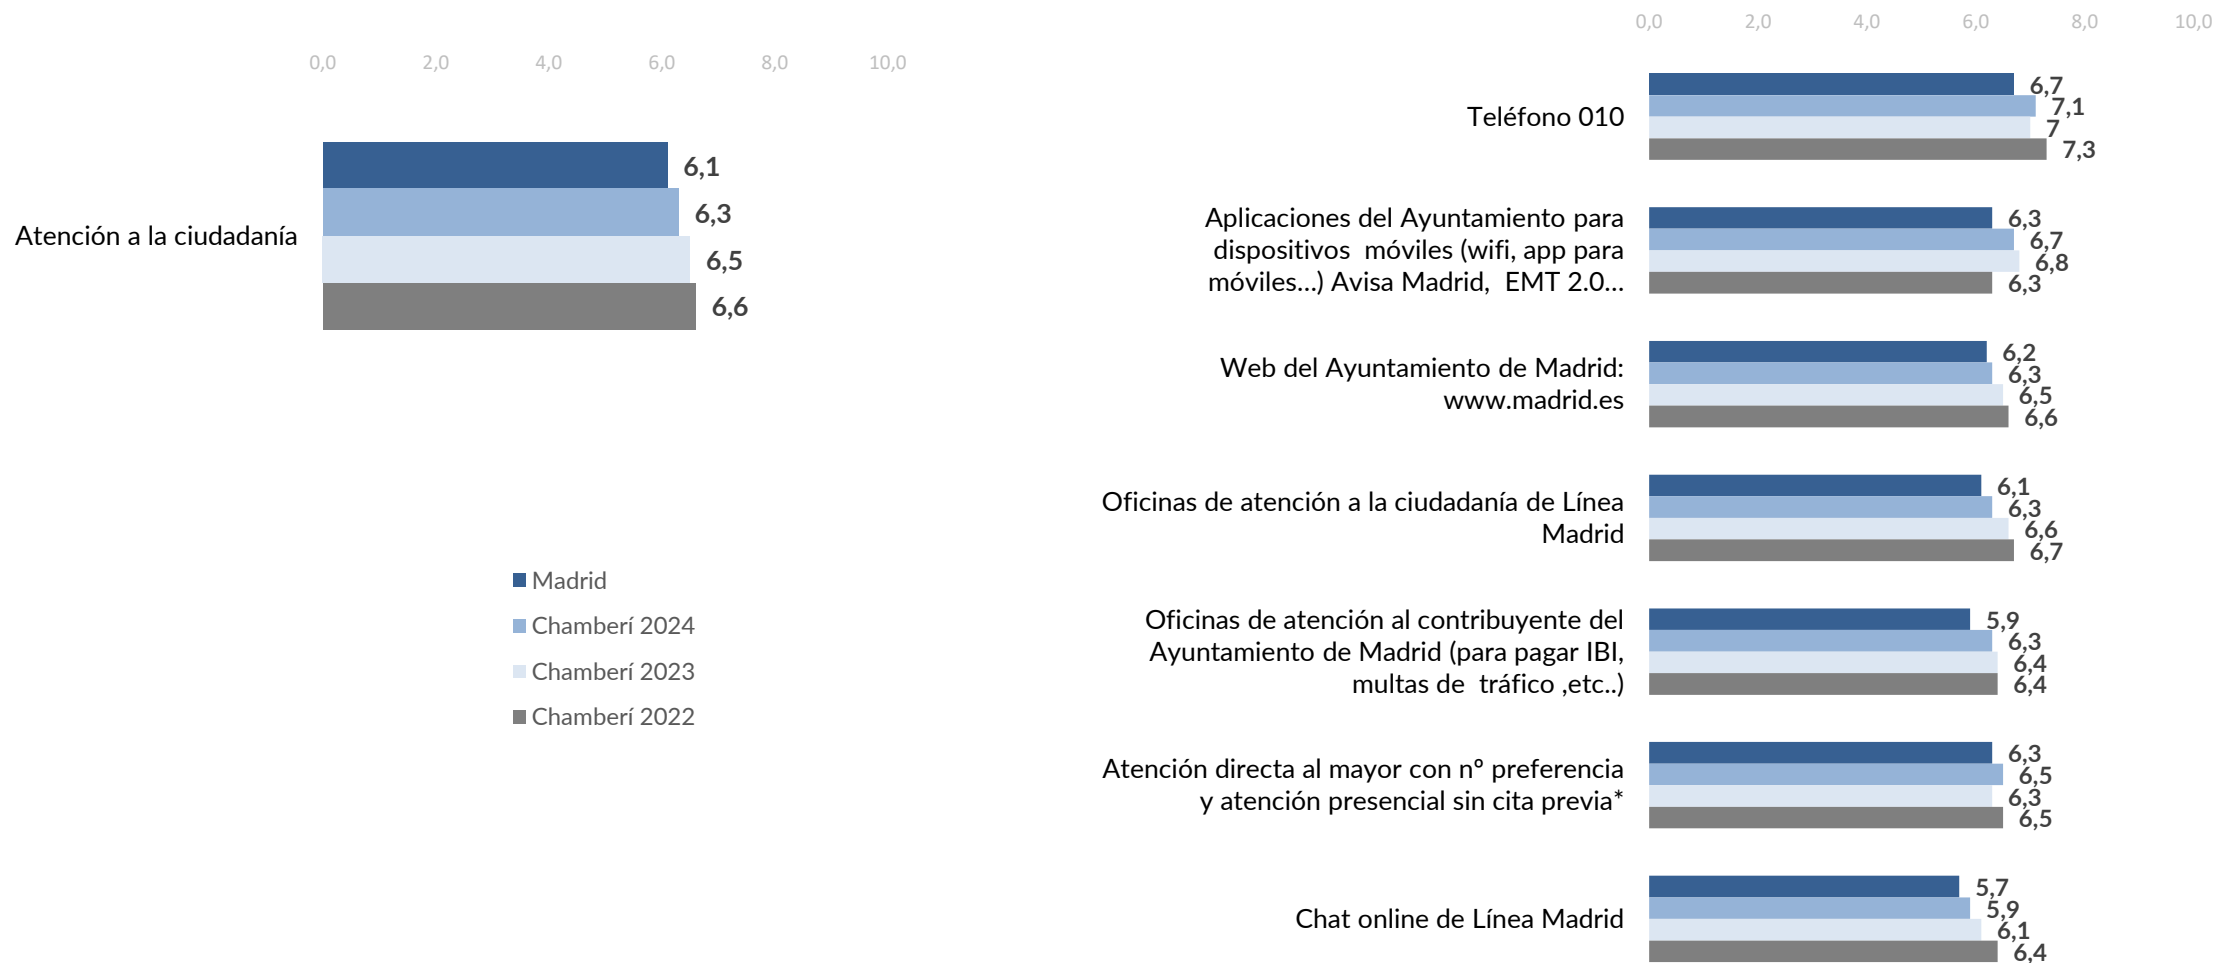 0,0 2,0 4,0 6,0 8,0 10,0
Atención a la ciudadanía
6,1
6,3
6,5
6,6
Madrid
Chamberí 2024
Chamberí 2023
Chamberí 2022
0,0 2,0 4,0 6,0 8,0 10,0
Teléfono 010
6,7
7,1
7
7,3
Aplicaciones del Ayuntamiento para
dispositivos  móviles (wifi, app para
móviles...) Avisa Madrid,  EMT 2.0...
6,3
6,7
6,8
6,3
Web del Ayuntamiento de Madrid:
www.madrid.es
6,2
6,3
6,5
6,6
Oficinas de atención a la ciudadanía de Línea
Madrid
6,1
6,3
6,6
6,7
Oficinas de atención al contribuyente del
Ayuntamiento de Madrid (para pagar IBI,
multas de  tráfico ,etc..)
5,9
6,3
6,4
6,4
Atención directa al mayor con nº preferencia
y atención presencial sin cita previa*
6,3
6,5
6,3
6,5
Chat online de Línea Madrid
5,7
5,9
6,1
6,4